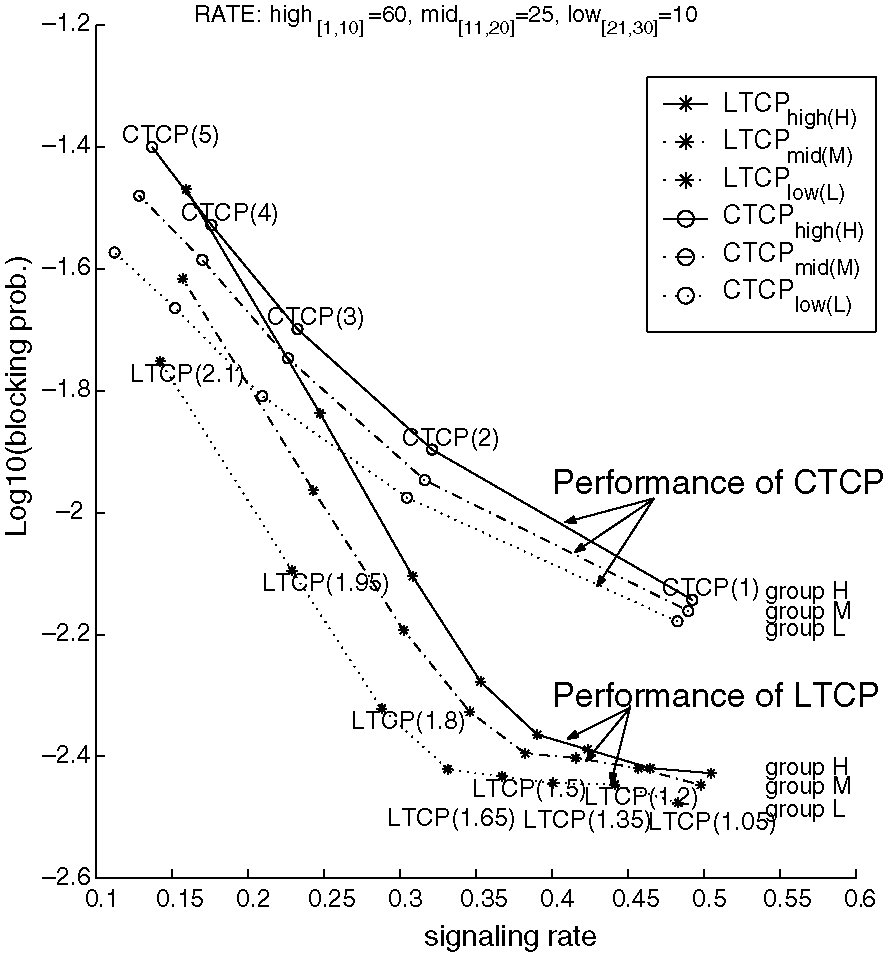 RATE: high[1,10]=60, mid[11,20]=25, low[21,30]=10
−1.2
−1.4
−1.6
−1.8
−2
−2.2
−2.4
−2.6
Log10(blocking prob.)
LTCPhigh(H)
LTCPmid(M)
LTCPlow(L)
CTCPhigh(H)
CTCPmid(M)
CTCPlow(L)
CTCP(5)
CTCP(4)
CTCP(3)
LTCP(2.1)
CTCP(2)
Performance of CTCP
LTCP(1.95)
CTCP(1)
group H
group M
group L
Performance of LTCP
LTCP(1.8)
group H
LTCP(1.5)
LTCP(1.2)
group M
group L
LTCP(1.65)
LTCP(1.35)
LTCP(1.05)
0.1 0.15 0.2 0.25 0.3 0.35 0.4 0.45 0.5 0.55 0.6
signaling rate